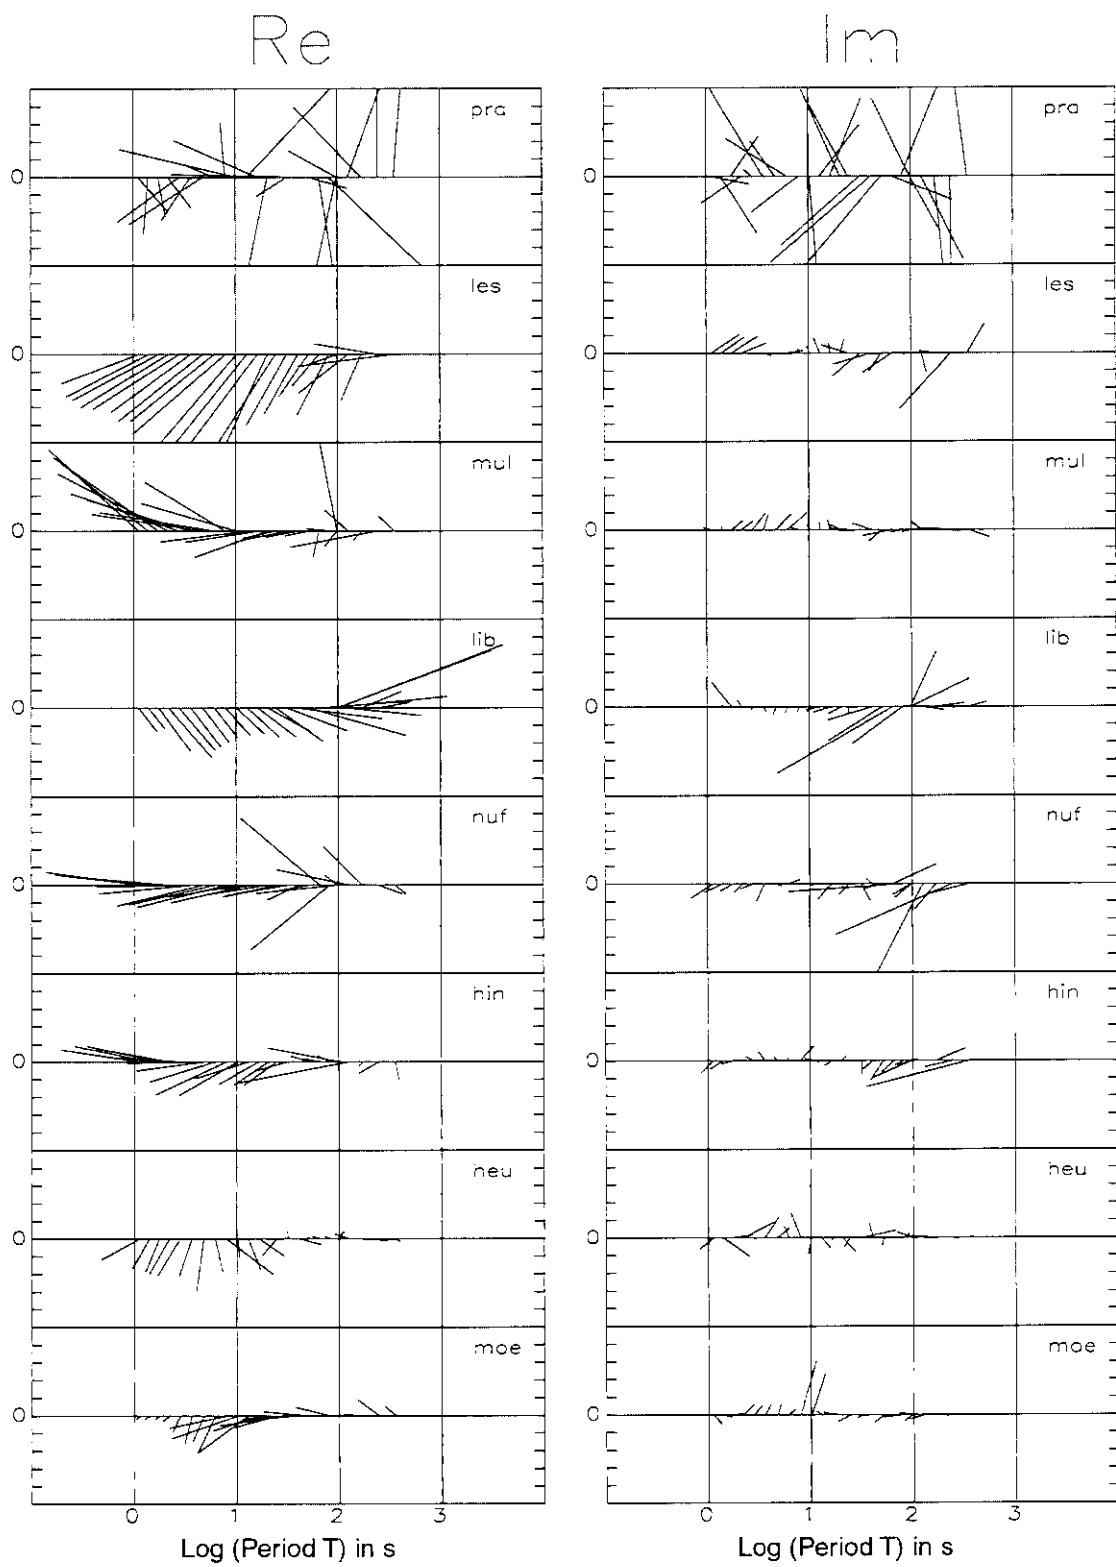 Re Im
pra pra
0 0
les les
0 0
mul mul
0 0
lib lib
0 0
nuf nuf
0 0
hin hin
0 0
heu heu
0 0
moe moe
0 0
0 1 2 3 0 1 2 3
Log (Period T) in s Log (Period T) in s